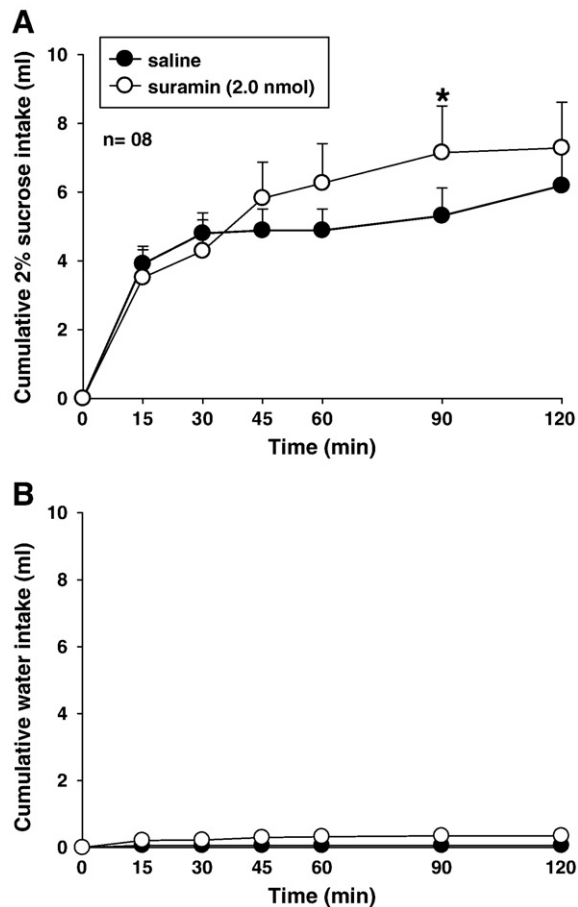 A
Cumulative 2% sucrose intake (ml)
10
8
6
4
2
0
saline
suramin (2.0 nmol)
n= 08
*
0 15 30 45 60 90 120
Time (min)
B
Cumulative water intake (ml)
10
8
6
4
2
0
0 15 30 45 60 90 120
Time (min)